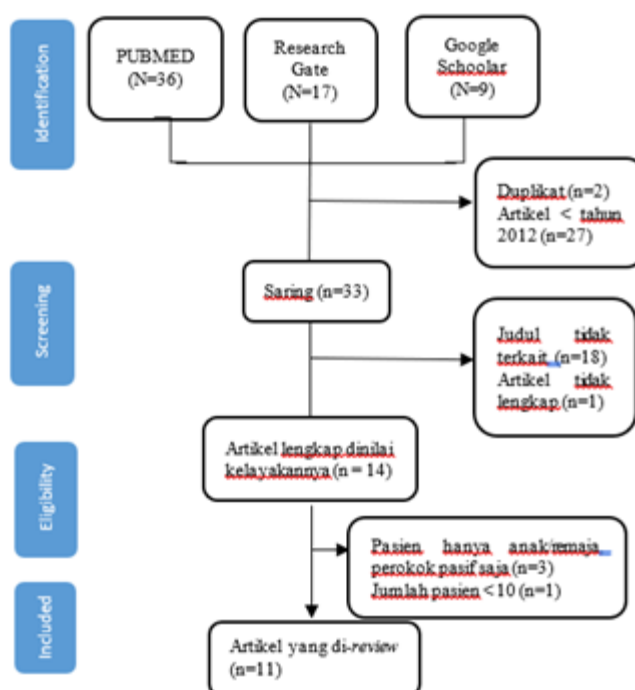 Identification
PUBMED
(N=36)
Research
Gate
(N=17)
Google
Schoolar
(N=9)
Duplikat (n=2)
Artikel < tahun
2012 (n=27)
Screening
Saring (n=33)
Judul tidak
terkait (n=18)
Artikel tidak
lengkap (n=1)
Eligibility
Artikel lengkap dinilai
kelayakannya (n = 14)
Pasien hanya anak/remaja
perokok pasif saja (n=3)
Jumlah pasien <10 (n=1)
Included
Artikel yang di-review
(n=11)